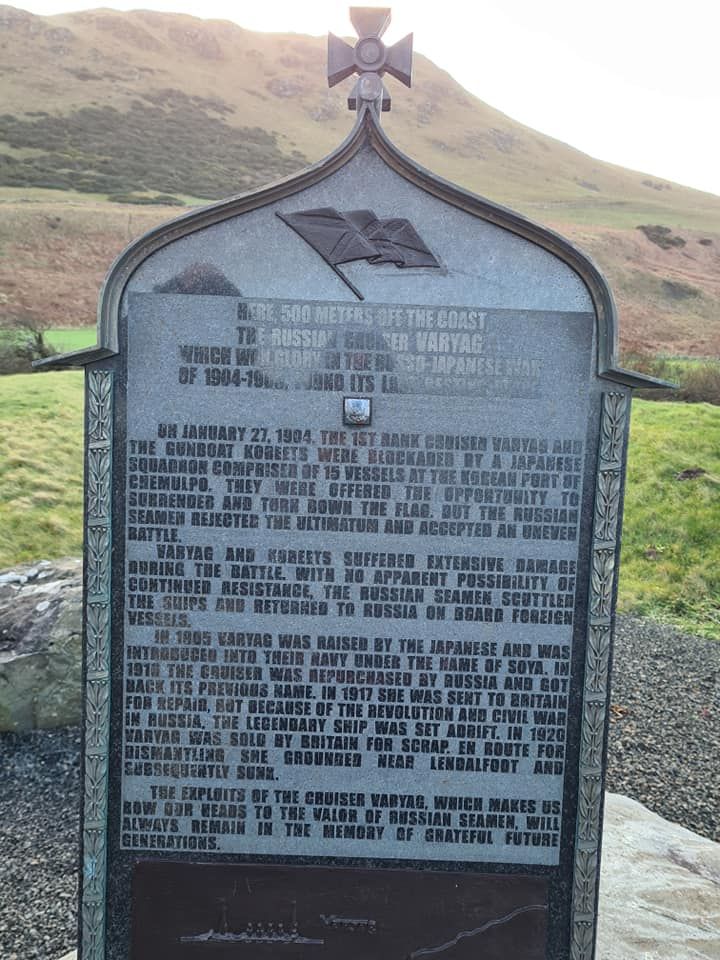 HERE, 500 METERS OFF THE COAST
THE RUSSIAN CRUISER VARYAG,
WHICH WON GLORY IN THE RUSSO-JAPANESE WAR
OF 1904-1905, FOUND ITS LAST RESTING PLACE
ON JANUARY 27, 1904, THE 1ST RANK CRUISER VARYAG AND
THE GUNBOAT KOREETS WERE BLOCKADED BY A JAPANESE
SQUADRON COMPRISED OF 15 VESSELS AT THE KOREAN PORT OF
CHEMULPO. THEY WERE OFFERED THE OPPORTUNITY TO
SURRENDER AND TURN DOWN THE FLAG. BUT THE RUSSIAN
SEAMEN REJECTED THE ULTIMATUM AND ACCEPTED AN UNEVEN
BATTLE.
VARYAG AND KOREETS SUFFERED EXTENSIVE DAMAGE
DURING THE BATTLE. WITH NO APPARENT POSSIBILITY OF
CONTINUED RESISTANCE, THE RUSSIAN SEAMEN SCUTTLED
THE SHIPS AND RETURNED TO RUSSIA ON BOARD FOREIGN
VESSELS.
IN 1905 VARYAG WAS RAISED BY THE JAPANESE AND WAS
INTRODUCED INTO THEIR NAVY UNDER THE NAME OF SOYA. IN
1916 THE CRUISER WAS REPURCHASED BY RUSSIA AND GOT
BACK ITS PREVIOUS NAME. IN 1917 SHE WAS SENT TO BRITAIN
FOR REPAIR, BUT BECAUSE OF THE REVOLUTION AND CIVIL WAR
IN RUSSIA, THE LEGENDARY SHIP WAS SET ADRIFT. IN 1920
VARYAG WAS SOLD BY BRITAIN FOR SCRAP. EN ROUTE FOR
DISMANTLING SHE GROUNDED NEAR LENDALFOOT AND
SUBSEQUENTLY SUNK.
THE EXPLOITS OF THE CRUISER VARYAG, WHICH MAKES US
BOW OUR HEADS TO THE VALOR OF RUSSIAN SEAMEN, WILL
ALWAYS REMAIN IN THE MEMORY OF GRATEFUL FUTURE
GENERATIONS.